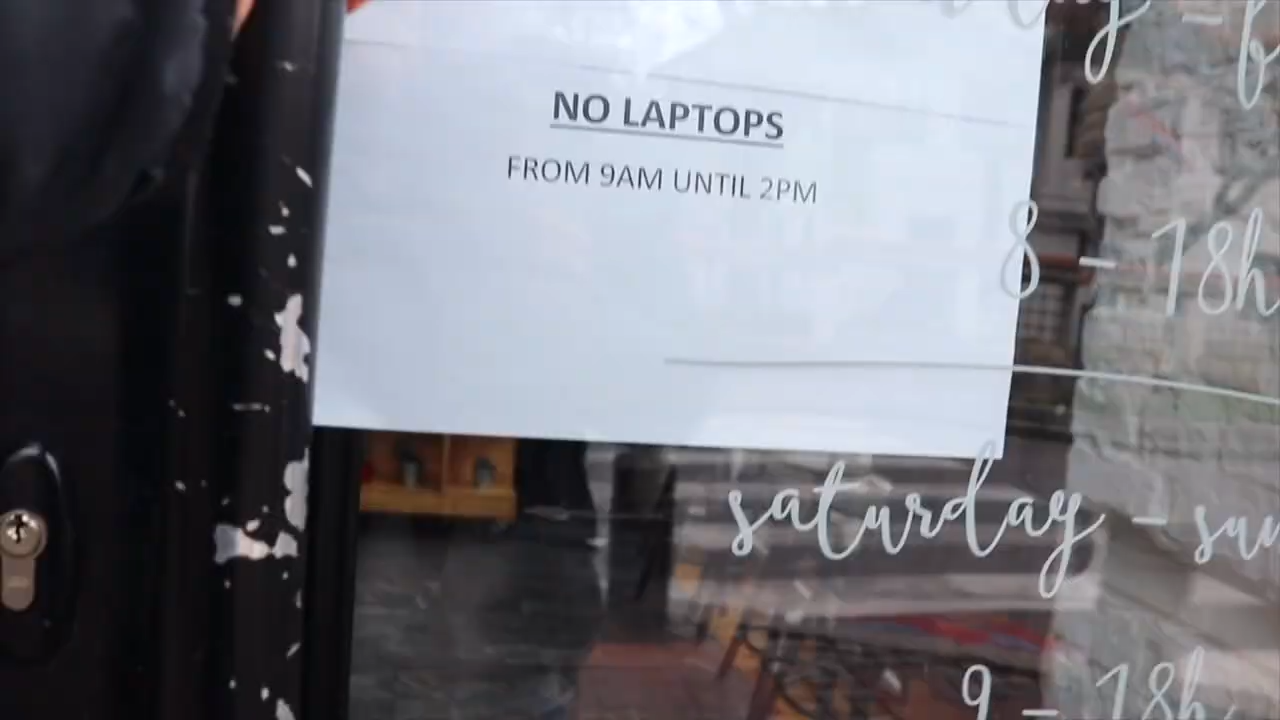 NO LAPTOPS
FROM 9AM UNTIL 2PM
8 - 18h
saturday -
9 - 18h